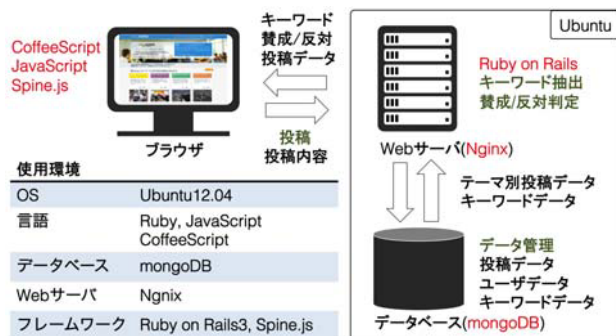 CoffeeScript
JavaScript
Spine.js
ブラウザ
キーワード
賛成/反対
投稿データ
投稿
投稿内容
Ubuntu
Ruby on Rails
キーワード抽出
賛成/反対判定
Webサーバ(Nginx)
テーマ別投稿データ
キーワードデータ
データ管理
投稿データ
ユーザデータ
キーワードデータ
データベース(mongoDB)
使用環境
OS Ubuntu12.04
言語 Ruby, JavaScript
CoffeeScript
データベース mongoDB
Webサーバ Ngnix
フレームワーク Ruby on Rails3, Spine.js